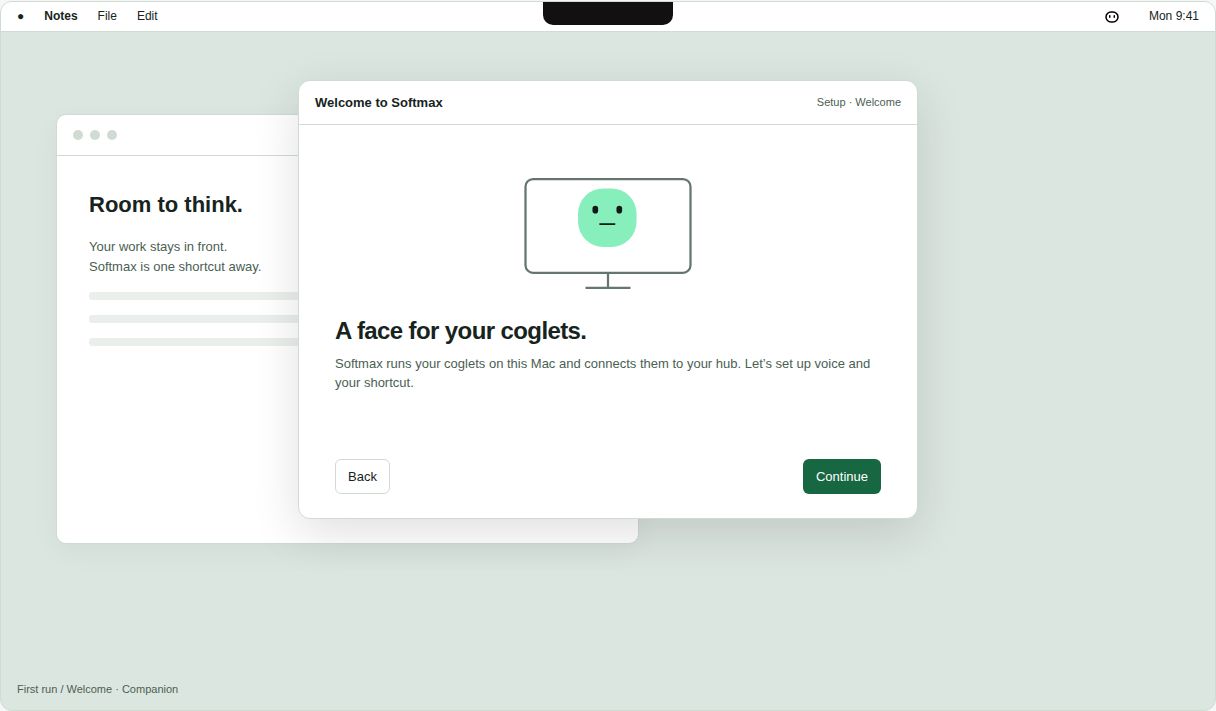 Notes File Edit Mon 9:41
Welcome to Softmax Setup · Welcome
Room to think.
Your work stays in front.
Softmax is one shortcut away.
A face for your coglets.
Softmax runs your coglets on this Mac and connects them to your hub. Let's set up voice and
your shortcut.
Back Continue
First run / Welcome · Companion